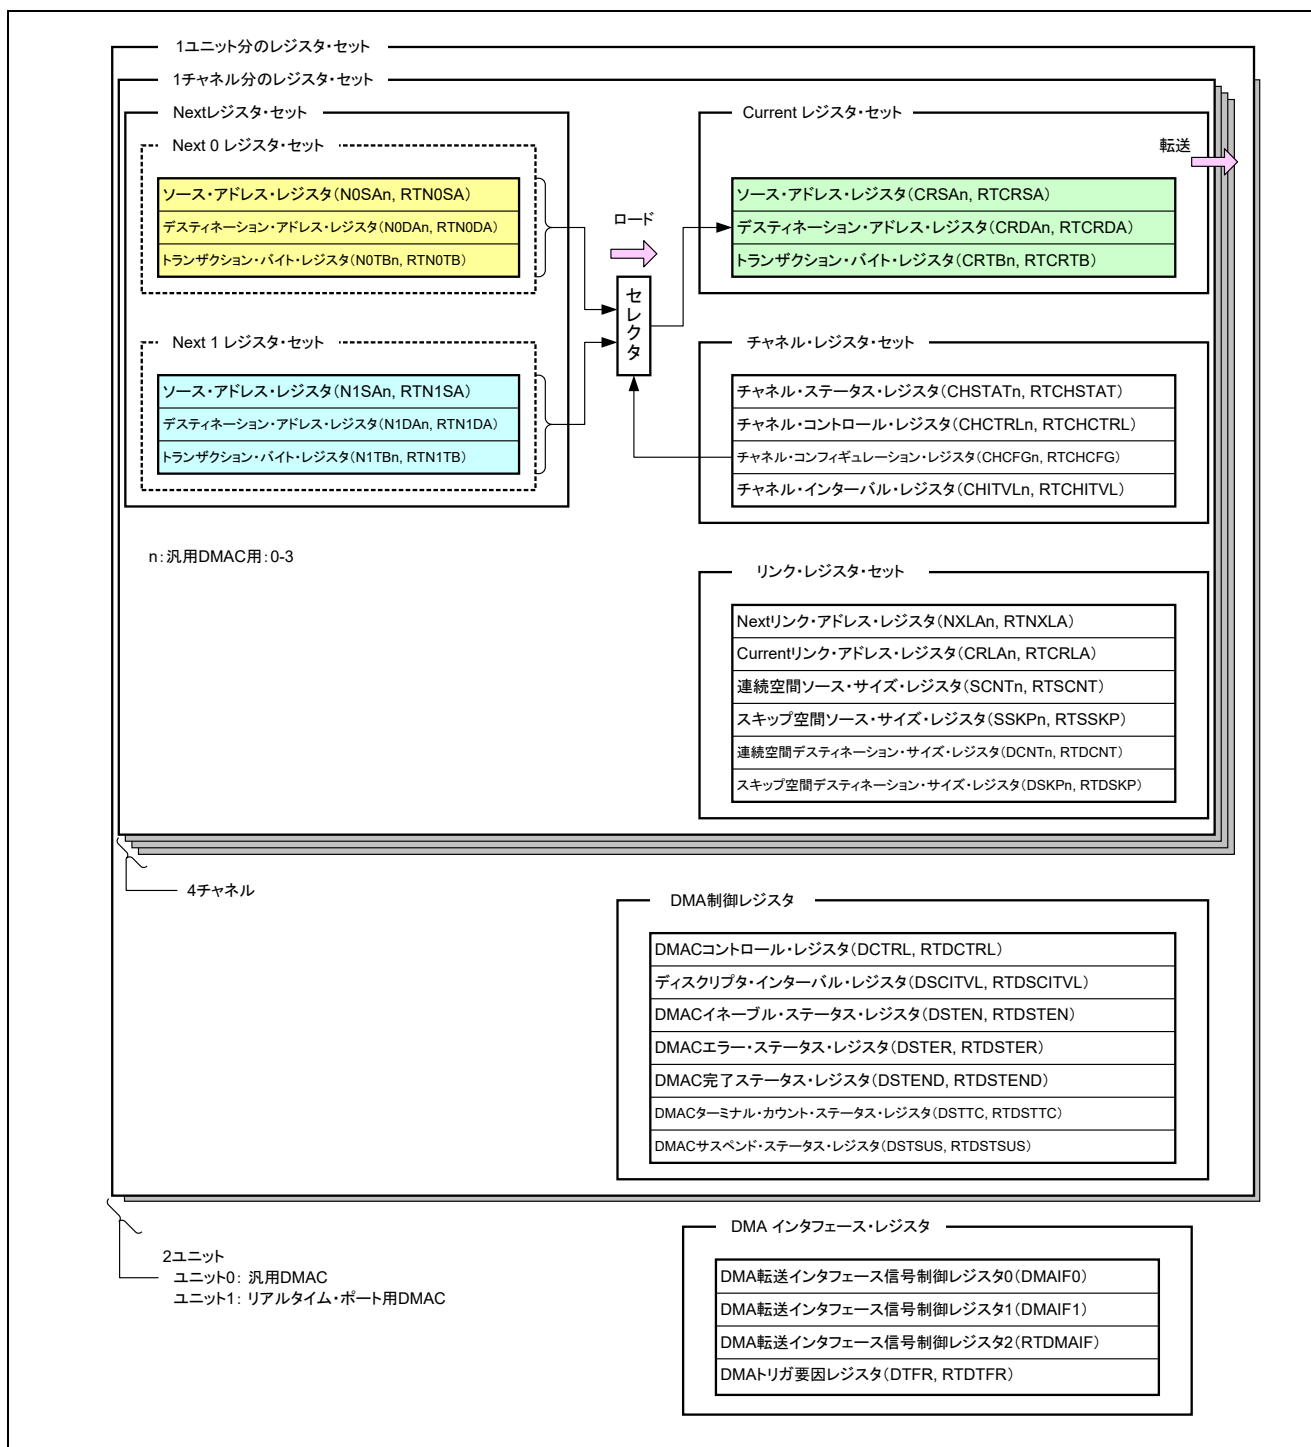 1ユニット分のレジスタ・セット
1チャネル分のレジスタ・セット
Nextレジスタ・セット
Next 0 レジスタ・セット
ソース・アドレス・レジスタ(N0SAn, RTN0SA)
デスティネーション・アドレス・レジスタ(N0DAn, RTN0DA)
トランザクション・バイト・レジスタ(N0TBn, RTN0TB)
Next 1 レジスタ・セット
ソース・アドレス・レジスタ(N1SAn, RTN1SA)
デスティネーション・アドレス・レジスタ(N1DAn, RTN1DA)
トランザクション・バイト・レジスタ(N1TBn, RTN1TB)
n:汎用DMAC用:0-3
ロード
セレクタ
Current レジスタ・セット
転送
ソース・アドレス・レジスタ(CRSAn, RTCRSA)
デスティネーション・アドレス・レジスタ(CRDAn, RTCRDA)
トランザクション・バイト・レジスタ(CRTBn, RTCRTB)
チャネル・レジスタ・セット
チャネル・ステータス・レジスタ(CHSTATn, RTCHSTAT)
チャネル・コントロール・レジスタ(CHCTRLn, RTCHCTRL)
チャネル・コンフィギュレーション・レジスタ(CHCFGn, RTCHCFG)
チャネル・インターバル・レジスタ(CHITVLn, RTCHITVL)
リンク・レジスタ・セット
Nextリンク・アドレス・レジスタ(NXLAn, RTNXLA)
Currentリンク・アドレス・レジスタ(CRLAn, RTCRLA)
連続空間ソース・サイズ・レジスタ(SCNTn, RTSCNT)
スキップ空間ソース・サイズ・レジスタ(SSKPn, RTSSKP)
連続空間デスティネーション・サイズ・レジスタ(DCNTn, RTDCNT)
スキップ空間デスティネーション・サイズ・レジスタ(DSKPn, RTDSKP)
4チャネル
DMA制御レジスタ
DMACコントロール・レジスタ(DCTRL, RTDCTRL)
ディスクリプタ・インターバル・レジスタ(DSCITVL, RTDSCITVL)
DMACイネーブル・ステータス・レジスタ(DSTEN, RTDSTEN)
DMACエラー・ステータス・レジスタ(DSTER, RTDSTER)
DMAC完了ステータス・レジスタ(DSTEND, RTDSTEND)
DMACターミナル・カウント・ステータス・レジスタ(DSTTC, RTDSTTC)
DMACサスペンド・ステータス・レジスタ(DSTSUS, RTDSTSUS)
2ユニット
ユニット0: 汎用DMAC
ユニット1: リアルタイム・ポート用DMAC
DMA インタフェース・レジスタ
DMA転送インタフェース信号制御レジスタ0(DMAIF0)
DMA転送インタフェース信号制御レジスタ1(DMAIF1)
DMA転送インタフェース信号制御レジスタ2(RTDMAIF)
DMAトリガ要因レジスタ(DTFR, RTDTFR)